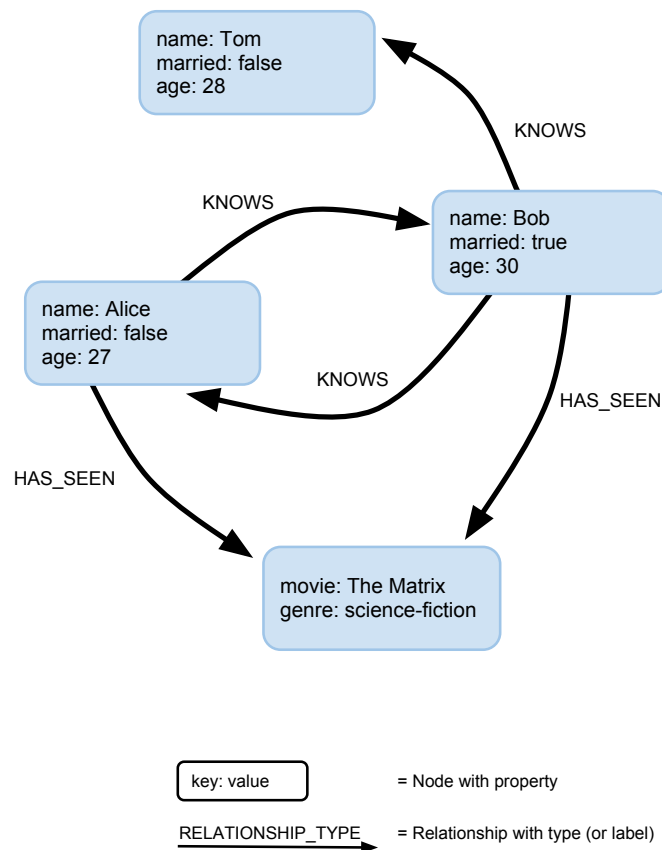 name: Tom
married: false
age: 28
KNOWS
KNOWS
name: Bob
married: true
age: 30
name: Alice
married: false
age: 27
KNOWS
HAS_SEEN
HAS_SEEN
movie: The Matrix
genre: science-fiction
key: value
= Node with property
RELATIONSHIP_TYPE
= Relationship with type (or label)